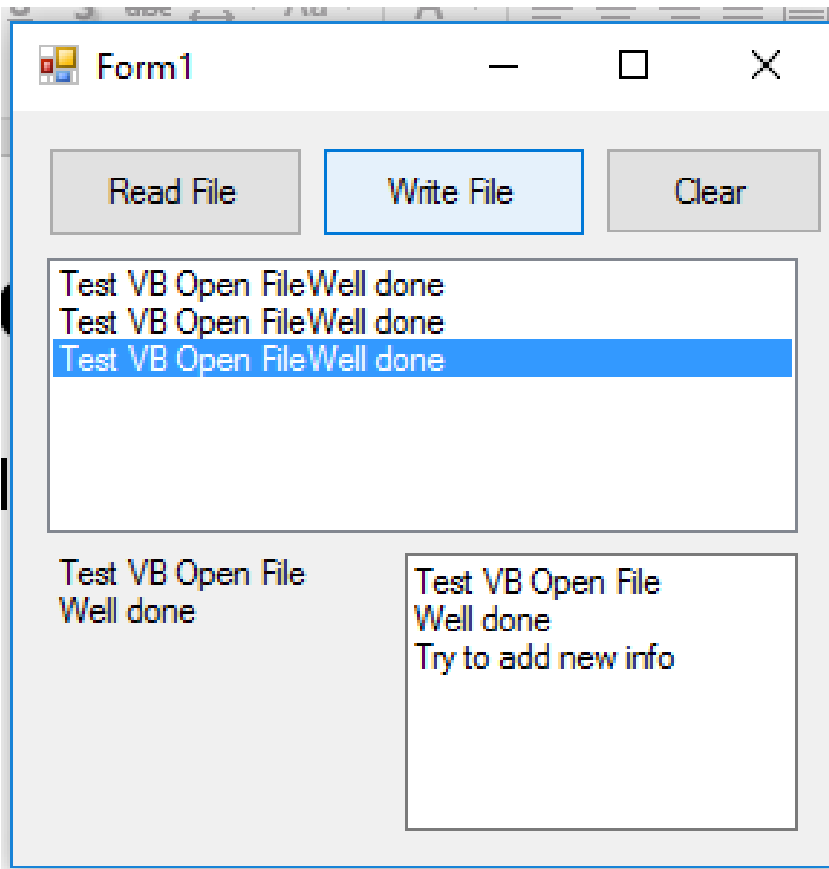 Form1
Read File Write File Clear
Test VB Open FileWell done
Test VB Open FileWell done
Test VB Open FileWell done
Test VB Open File
Well done
Test VB Open File
Well done
Try to add new info